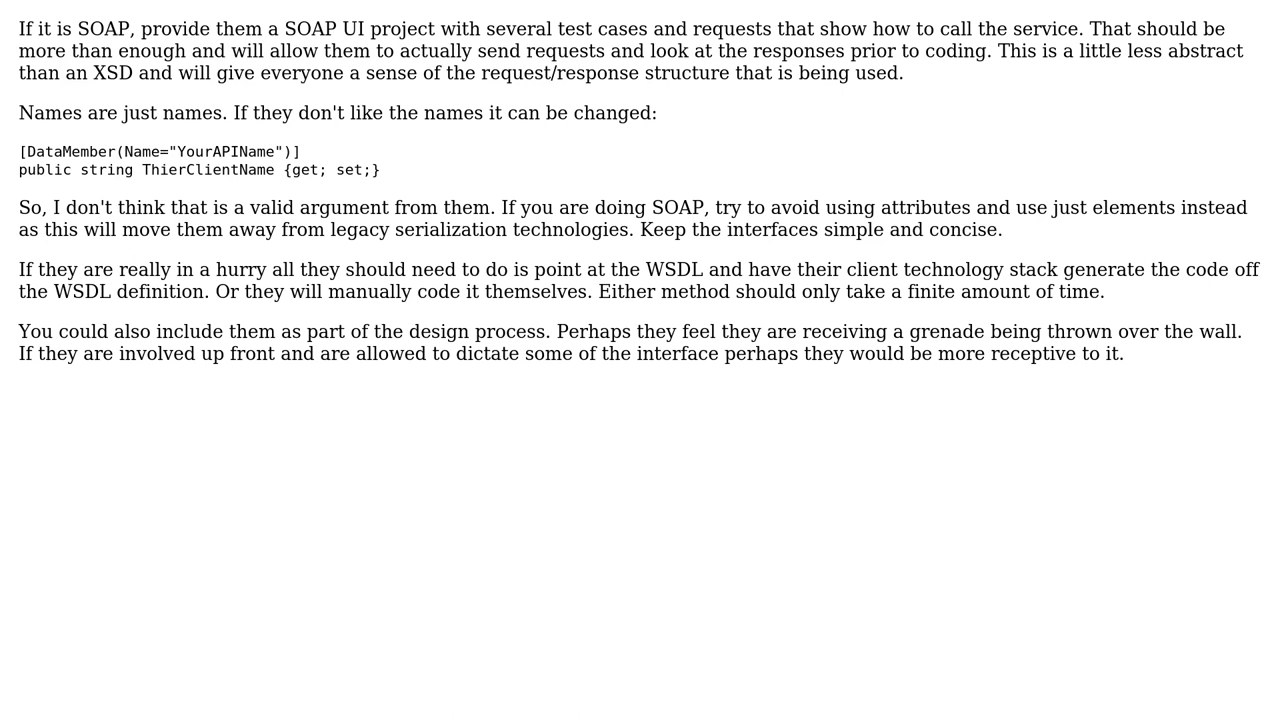 If it is SOAP, provide them a SOAP UI project with several test cases and requests that show how to call the service. That should be
more than enough and will allow them to actually send requests and look at the responses prior to coding. This is a little less abstract
than an XSD and will give everyone a sense of the request/response structure that is being used.
Names are just names. If they don't like the names it can be changed:
[DataMember(Name="YourAPIName")]
public string ThierClientName {get; set;}
So, I don't think that is a valid argument from them. If you are doing SOAP, try to avoid using attributes and use just elements instead
as this will move them away from legacy serialization technologies. Keep the interfaces simple and concise.
If they are really in a hurry all they should need to do is point at the WSDL and have their client technology stack generate the code off
the WSDL definition. Or they will manually code it themselves. Either method should only take a finite amount of time.
You could also include them as part of the design process. Perhaps they feel they are receiving a grenade being thrown over the wall.
If they are involved up front and are allowed to dictate some of the interface perhaps they would be more receptive to it.